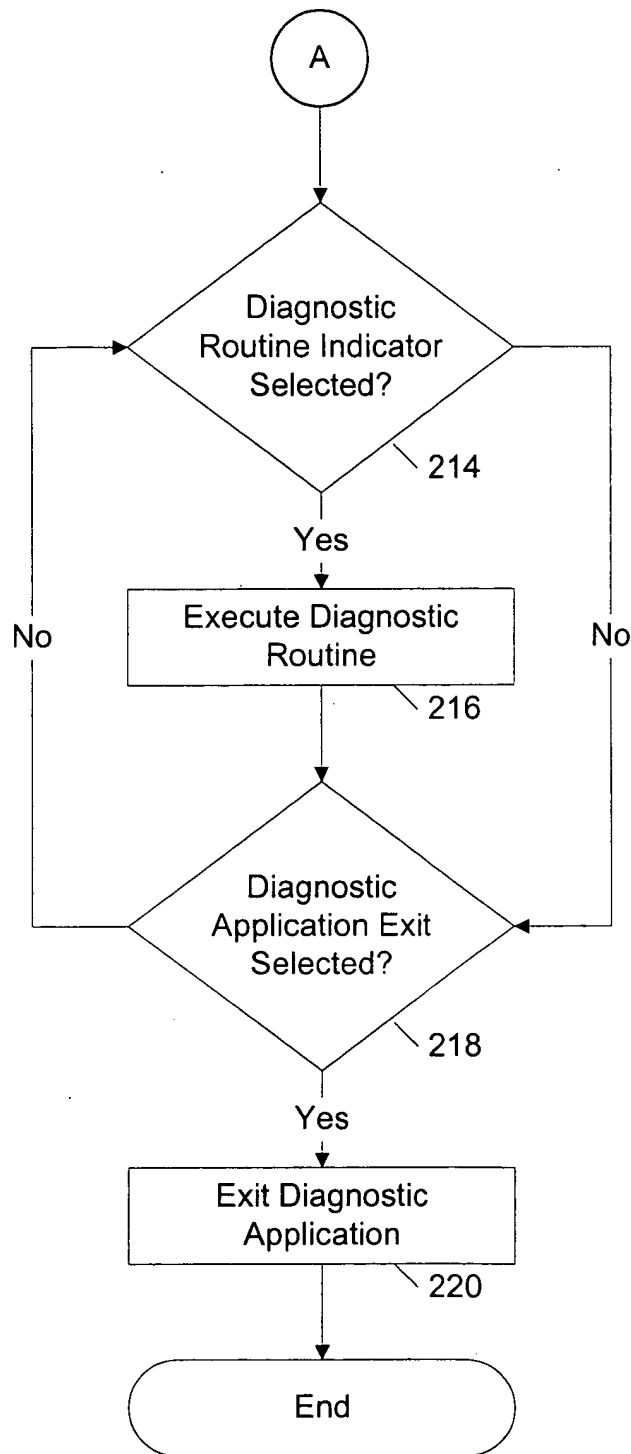 A
Diagnostic
Routine Indicator
Selected?
214
Yes
Execute Diagnostic
Routine
216
No
No
Diagnostic
Application Exit
Selected?
218
Yes
Exit Diagnostic
Application
220
End